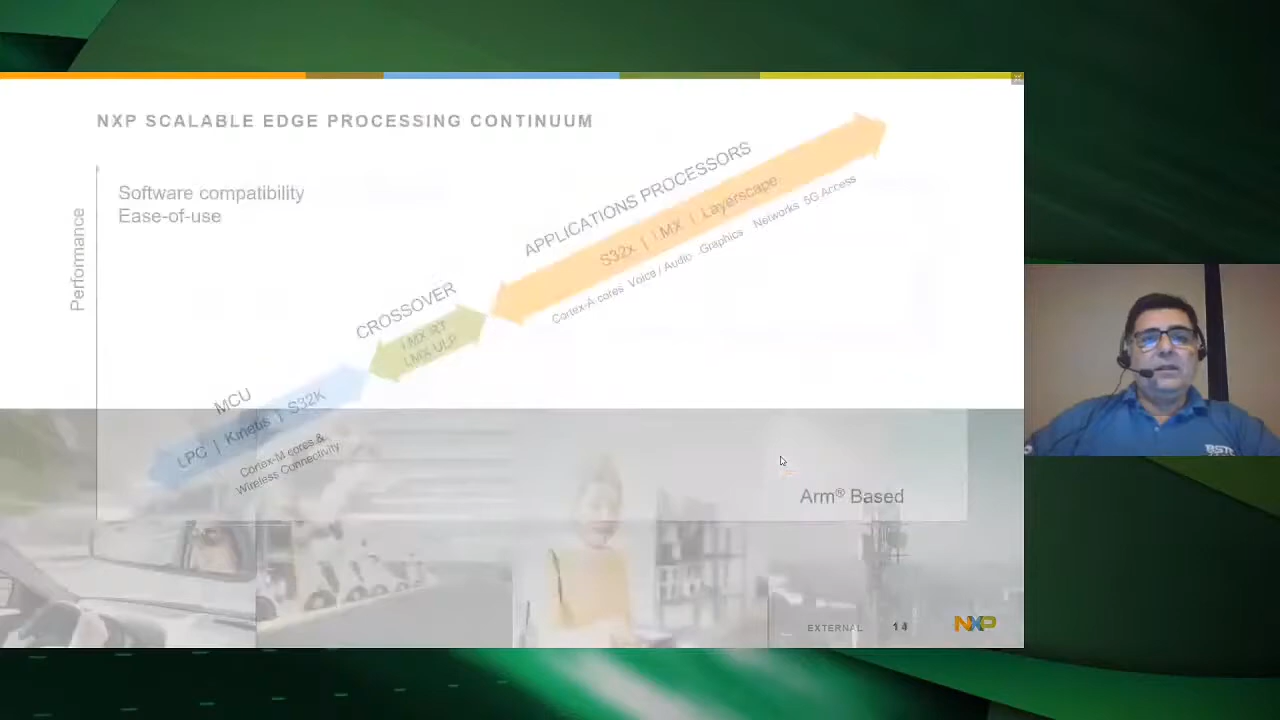 NXP SCALABLE EDGE PROCESSING CONTINUUM
Performance
Software compatibility
Ease-of-use
APPLICATIONS PROCESSORS
S32x | i.MX | Layerscape
Cortex-A cores Voice / Audio Graphics Networks 5G Access
CROSSOVER
i.MX RT
i.MX ULP
MCU
LPC | Kinetis | S32K
Cortex-M cores &
Wireless Connectivity
Arm® Based
EXTERNAL 14
NXP